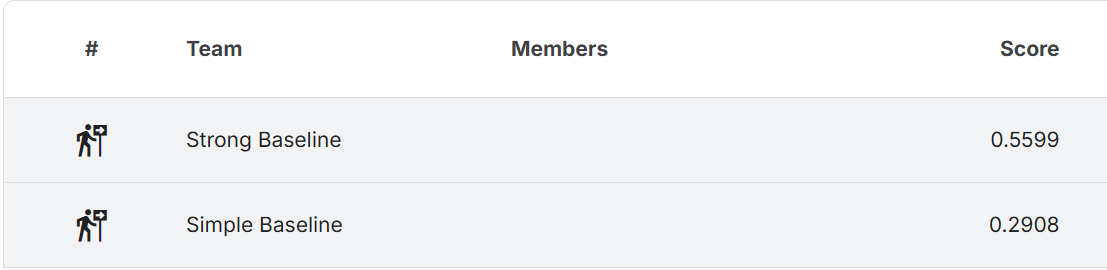 # Team Members Score
Strong Baseline 0.5599
Simple Baseline 0.2908